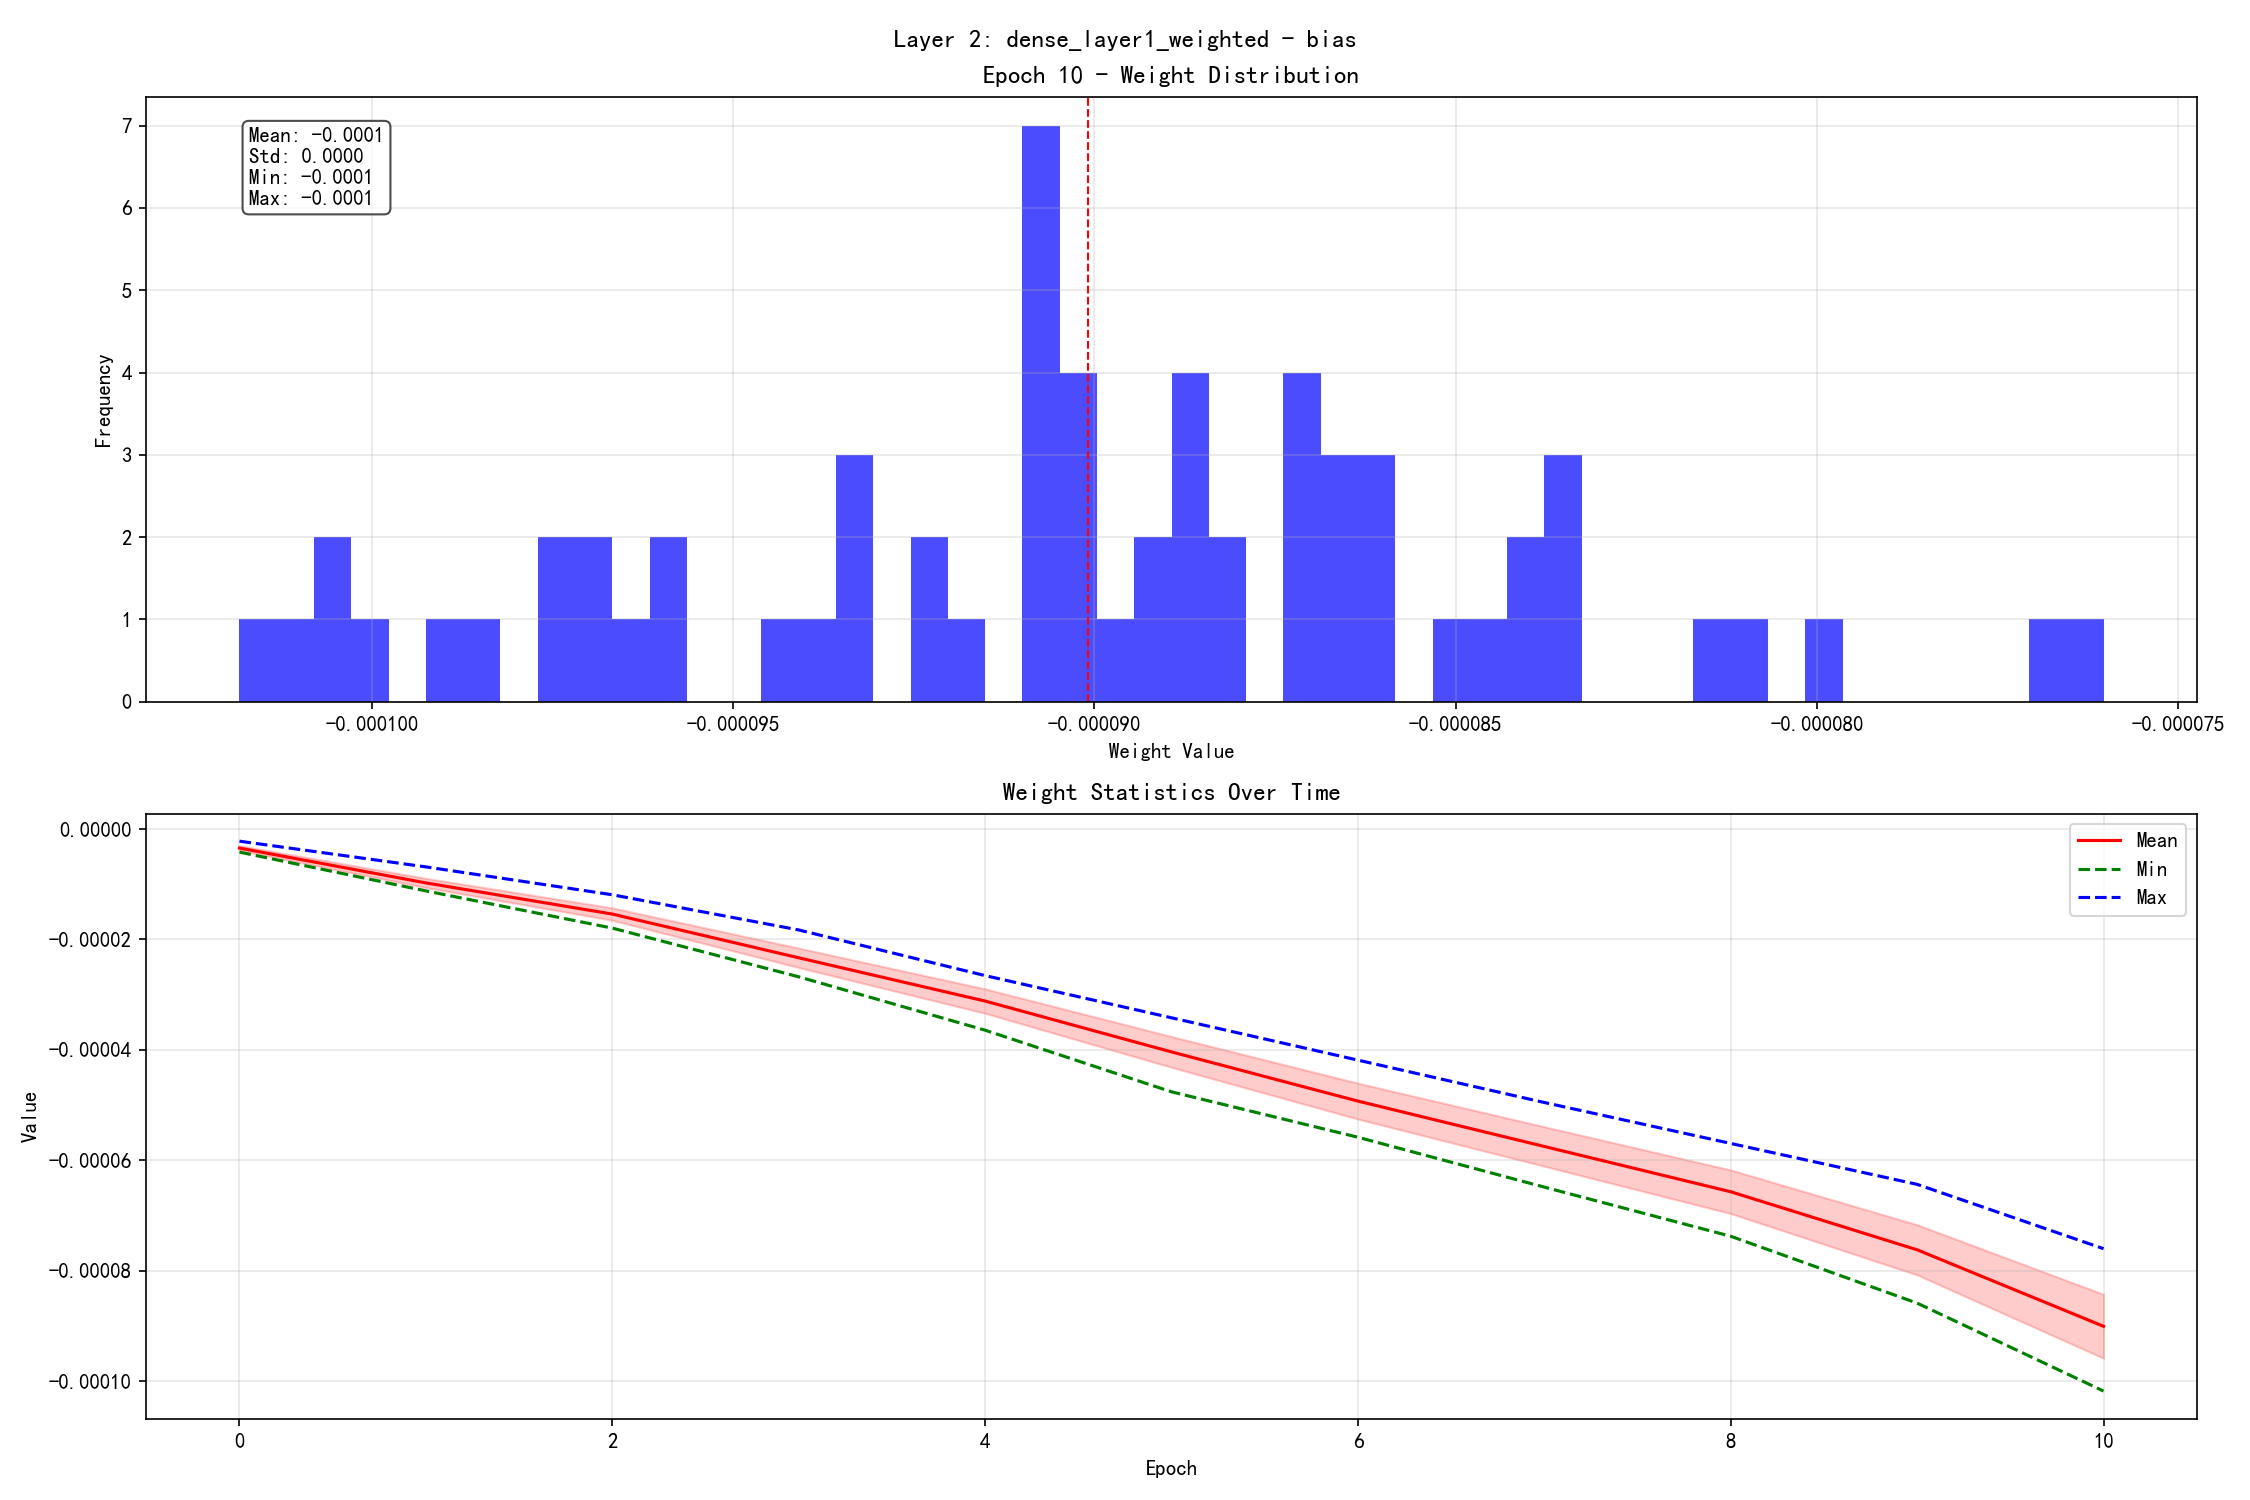 Layer 2: dense_layer1_weighted - bias
Epoch 10 - Weight Distribution
Mean: -0.0001
Std: 0.0000
Min: -0.0001
Max: -0.0001
Frequency
7
6
5
4
3
2
1
0
-0.000100 -0.000095 -0.000090 -0.000085 -0.000080 -0.000075
Weight Value
Weight Statistics Over Time
Mean
Min
Max
Value
0.00000
-0.00002
-0.00004
-0.00006
-0.00008
-0.00010
0 2 4 6 8 10
Epoch